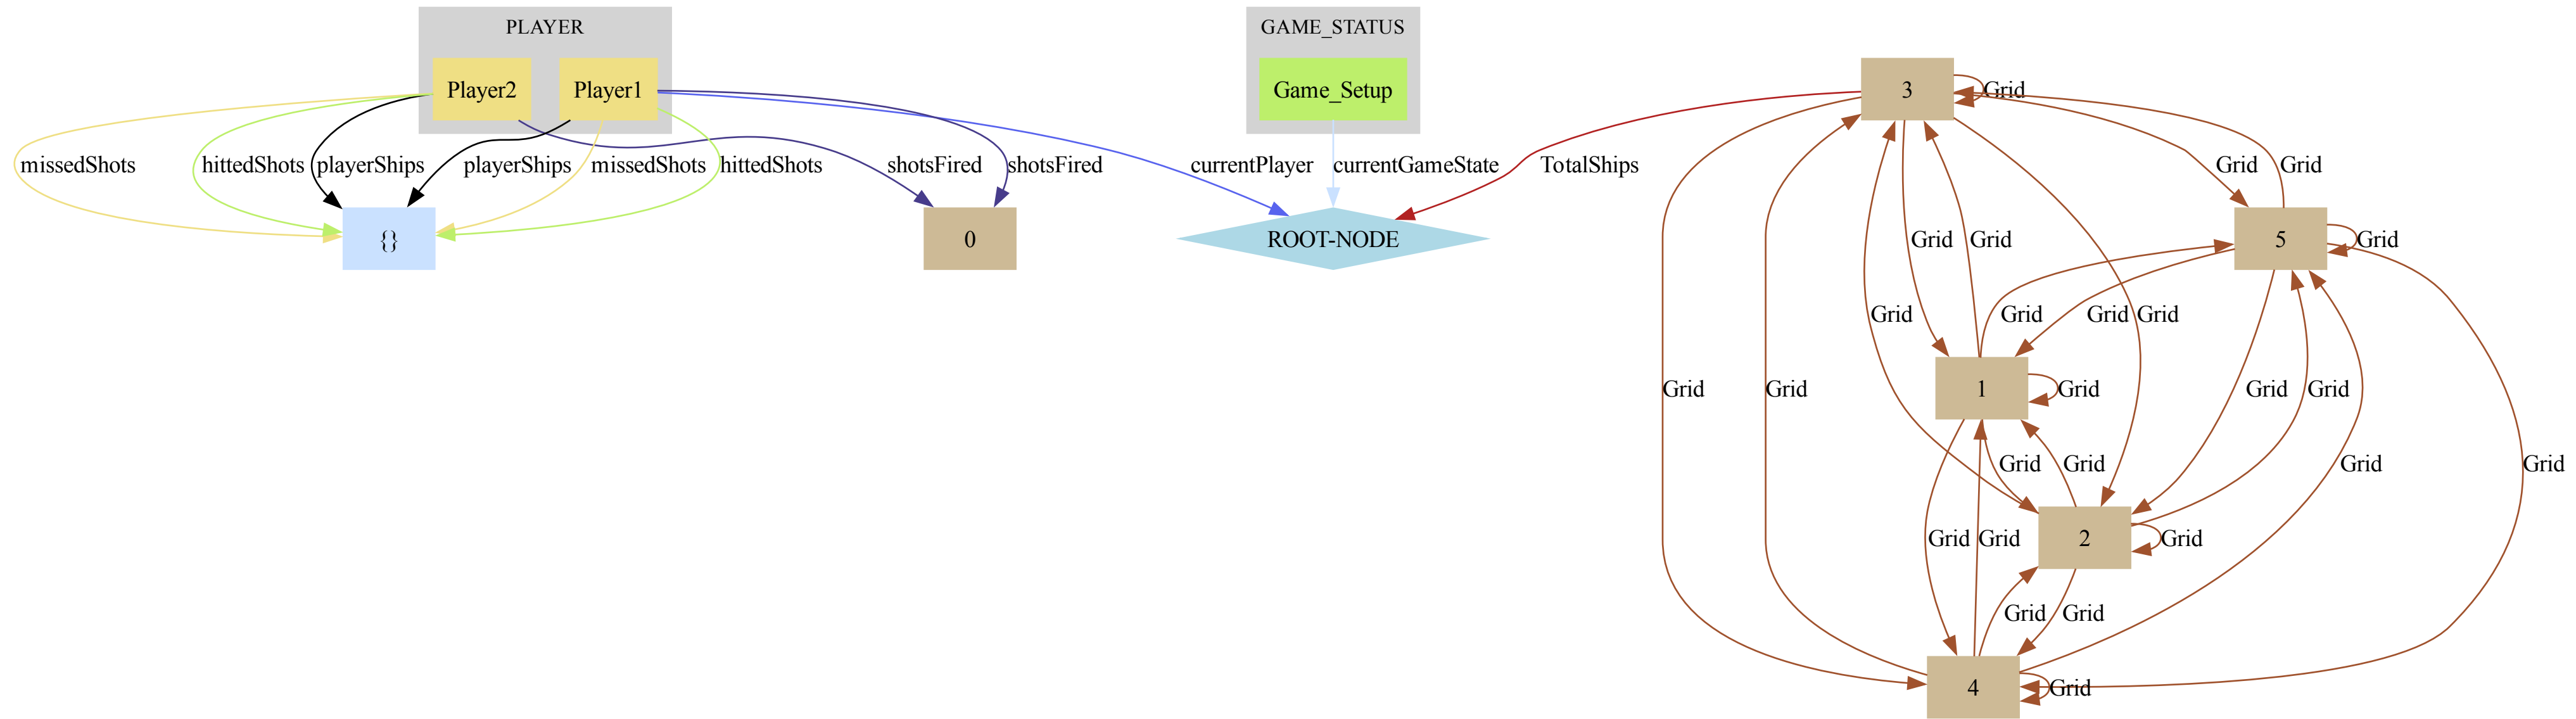 PLAYER
GAME_STATUS
Player2
Player1
Game_Setup
3
Grid
missedShots
hittedShots
playerShips
playerShips
missedShots
hittedShots
shotsFired
shotsFired
currentPlayer
currentGameState
TotalShips
Grid
Grid
{}
0
ROOT-NODE
Grid
Grid
5
Grid
Grid
Grid
Grid
Grid
Grid
Grid
1
Grid
Grid
Grid
Grid
Grid
Grid
Grid
Grid
Grid
Grid
2
Grid
Grid
Grid
4
Grid